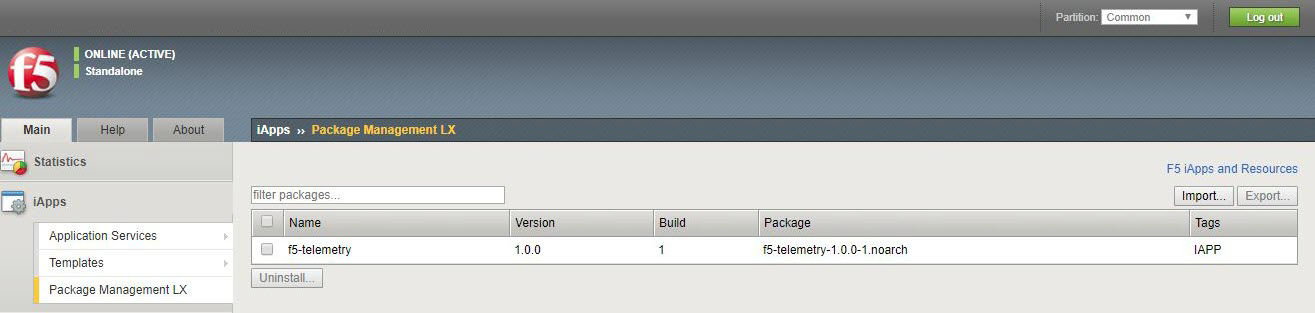 Partition: Common Log out
f5
ONLINE (ACTIVE)
Standalone
Main Help About
iApps ›› Package Management LX
Statistics
F5 iApps and Resources
filter packages...
Import... Export...
iApps
Name Version Build Package Tags
Application Services
f5-telemetry 1.0.0 1 f5-telemetry-1.0.0-1.noarch IAPP
Templates
Uninstall...
Package Management LX